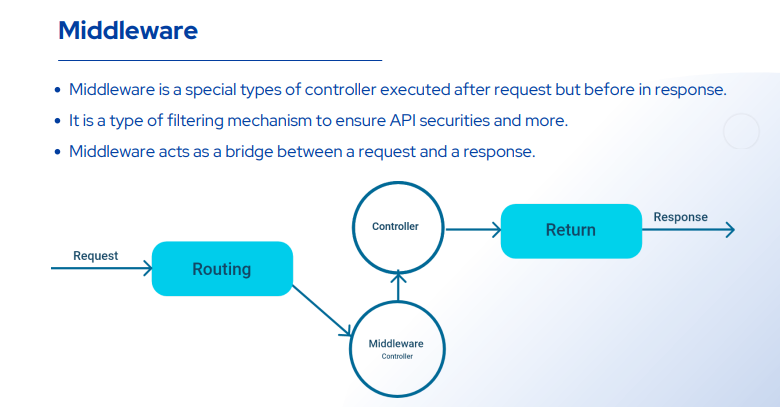 Middleware
• Middleware is a special types of controller executed after request but before in response.
• It is a type of filtering mechanism to ensure API securities and more.
• Middleware acts as a bridge between a request and a response.
Request
Routing
Controller
Return
Response
Middleware
Controller